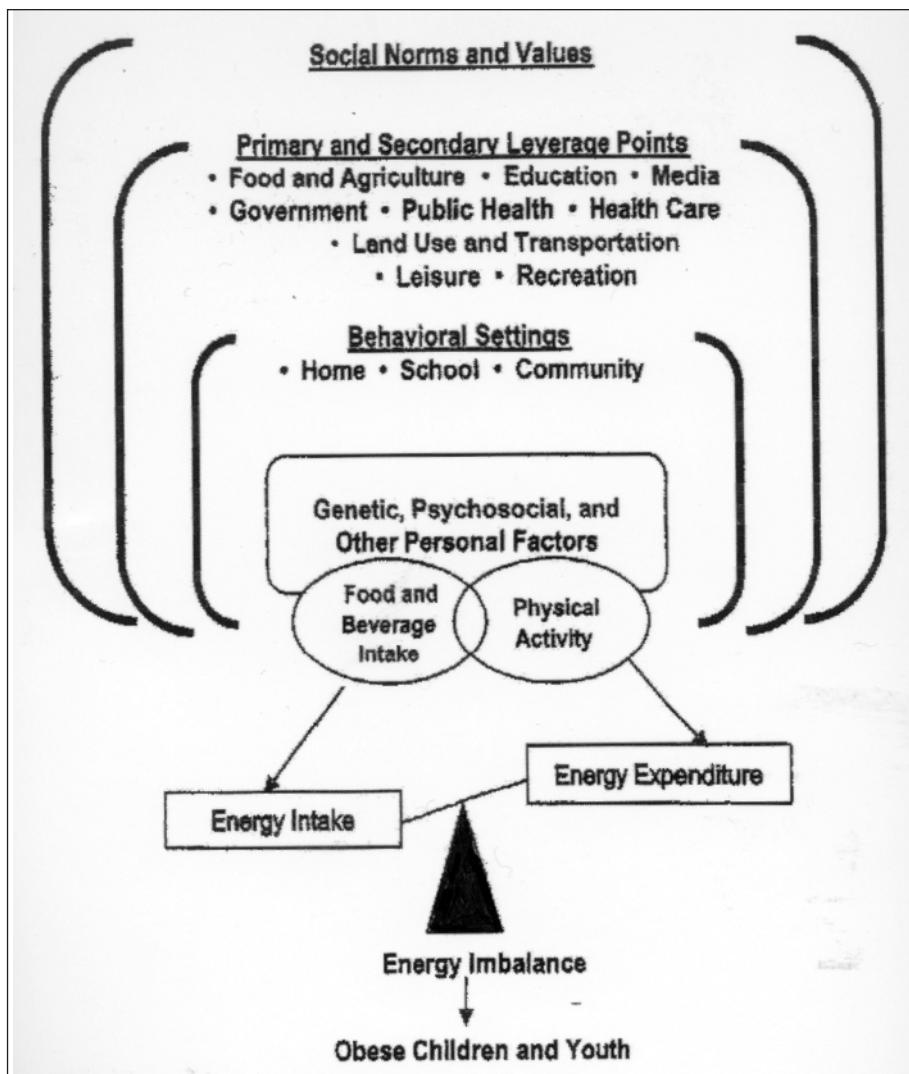 Social Norms and Values
Primary and Secondary Leverage Points
• Food and Agriculture • Education • Media
• Government • Public Health • Health Care
• Land Use and Transportation
• Leisure • Recreation
Behavioral Settings
• Home • School • Community
Genetic, Psychosocial, and
Other Personal Factors
Food and
Beverage
Intake
Physical
Activity
Energy Expenditure
Energy Intake
Energy Imbalance
Obese Children and Youth